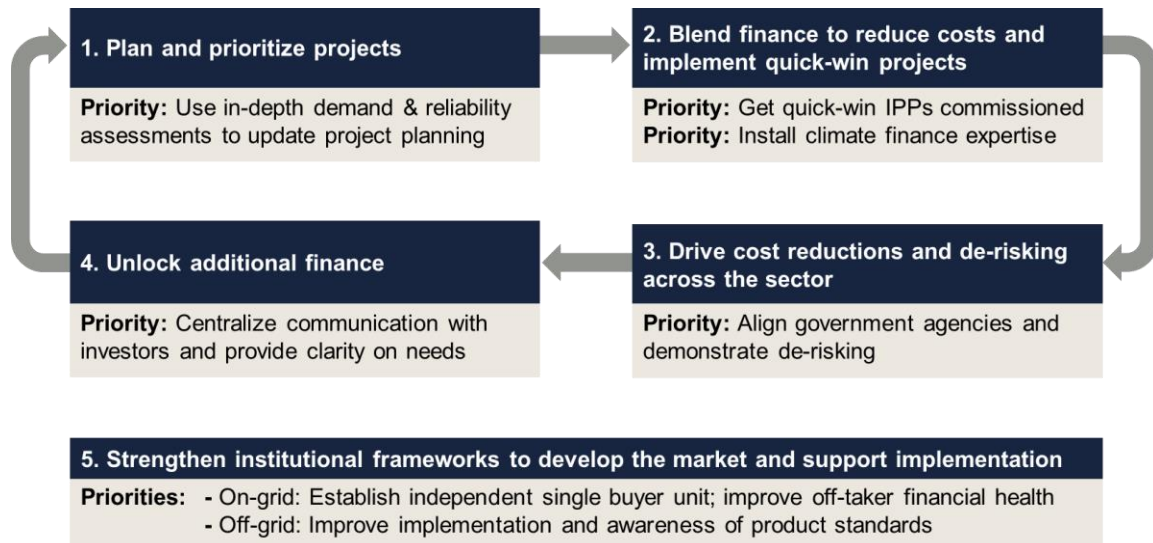 1. Plan and prioritize projects
Priority: Use in-depth demand & reliability
assessments to update project planning
2. Blend finance to reduce costs and
implement quick-win projects
Priority: Get quick-win IPPs commissioned
Priority: Install climate finance expertise
3. Drive cost reductions and de-risking
across the sector
Priority: Align government agencies and
demonstrate de-risking
4. Unlock additional finance
Priority: Centralize communication with
investors and provide clarity on needs
5. Strengthen institutional frameworks to develop the market and support implementation
Priorities: - On-grid: Establish independent single buyer unit; improve off-taker financial health
- Off-grid: Improve implementation and awareness of product standards